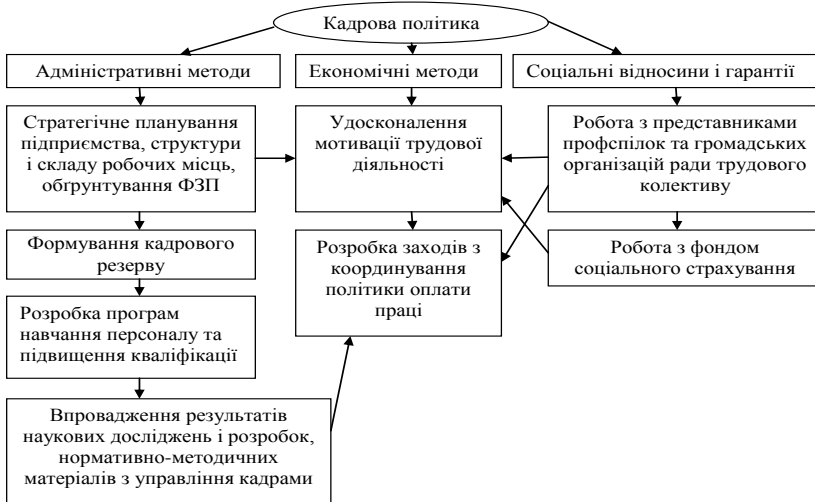 Кадрова політика
Адміністративні методи
Економічні методи
Соціальні відносини і гарантії
Стратегічне планування
підприємства, структури
і складу робочих місць,
обґрунтування ФЗП
Удосконалення
мотивації трудової
діяльності
Робота з представниками
профспілок та громадських
організацій ради трудового
колективу
Формування кадрового
резерву
Розробка заходів з
координування
політики оплати
праці
Робота з фондом
соціального страхування
Розробка програм
навчання персоналу та
підвищення кваліфікації
Впровадження результатів
наукових досліджень і розробок,
нормативно-методичних
матеріалів з управління кадрами